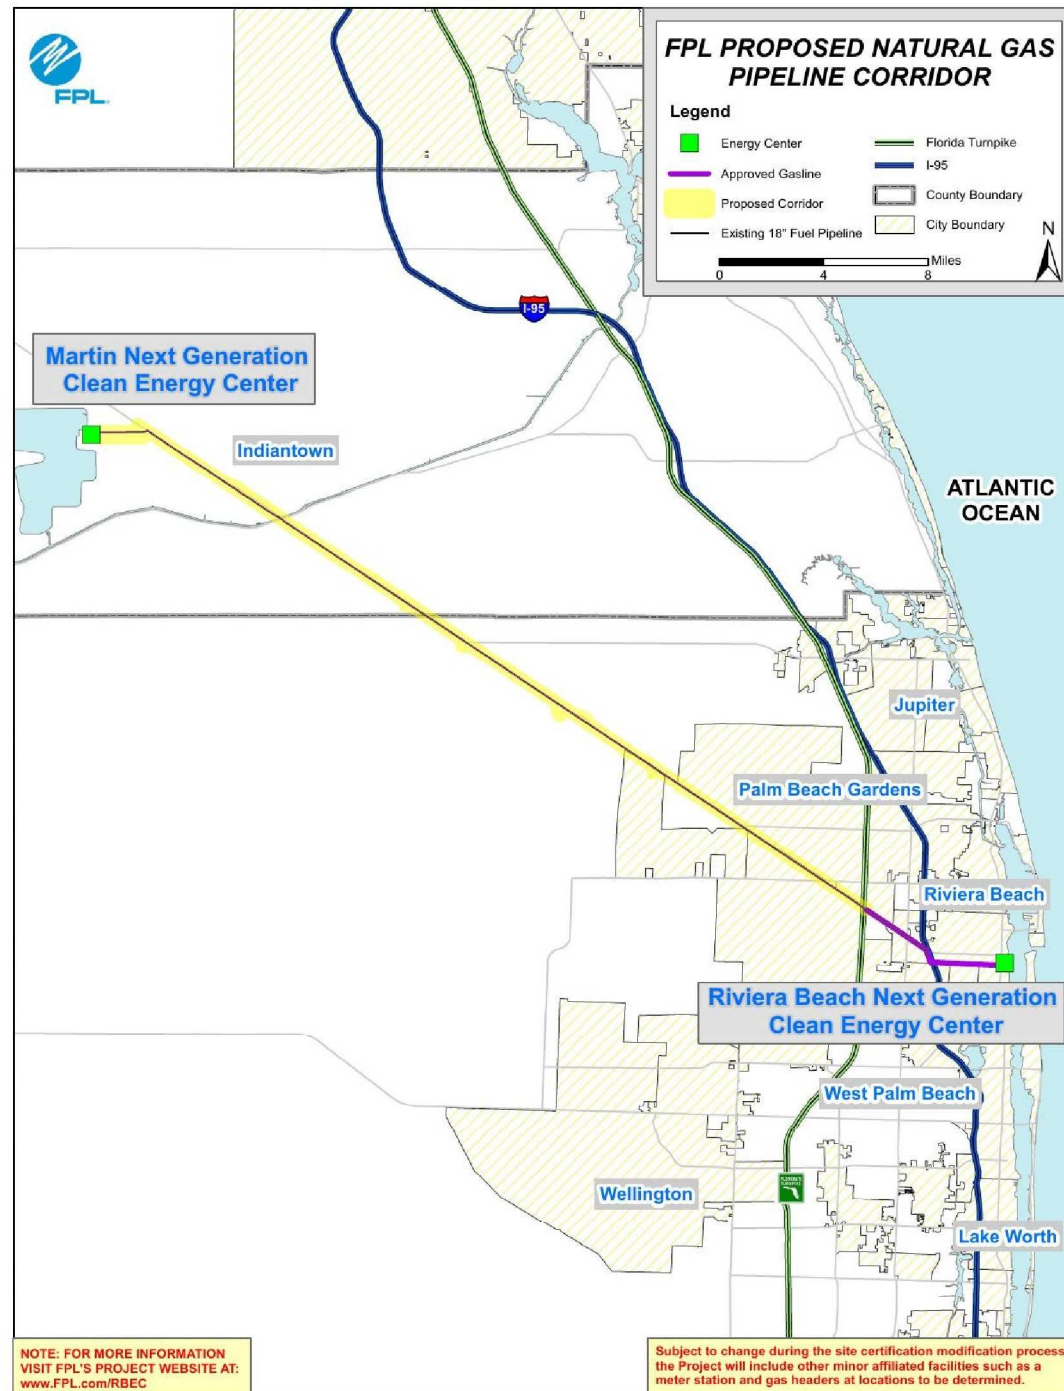 FPL
FPL PROPOSED NATURAL GAS
PIPELINE CORRIDOR
Legend
Energy Center
Approved Gasline
Proposed Corridor
Existing 18" Fuel Pipeline
Florida Turnpike
I-95
County Boundary
City Boundary
N
Miles
0 4 8
I-95
Martin Next Generation
Clean Energy Center
Indiantown
ATLANTIC
OCEAN
Jupiter
Palm Beach Gardens
Riviera Beach
Riviera Beach Next Generation
Clean Energy Center
West Palm Beach
Wellington
Lake Worth
NOTE: FOR MORE INFORMATION
VISIT FPL'S PROJECT WEBSITE AT:
www.FPL.com/RBEC
Subject to change during the site certification modification process
the Project will include other minor affiliated facilities such as a
meter station and gas headers at locations to be determined.